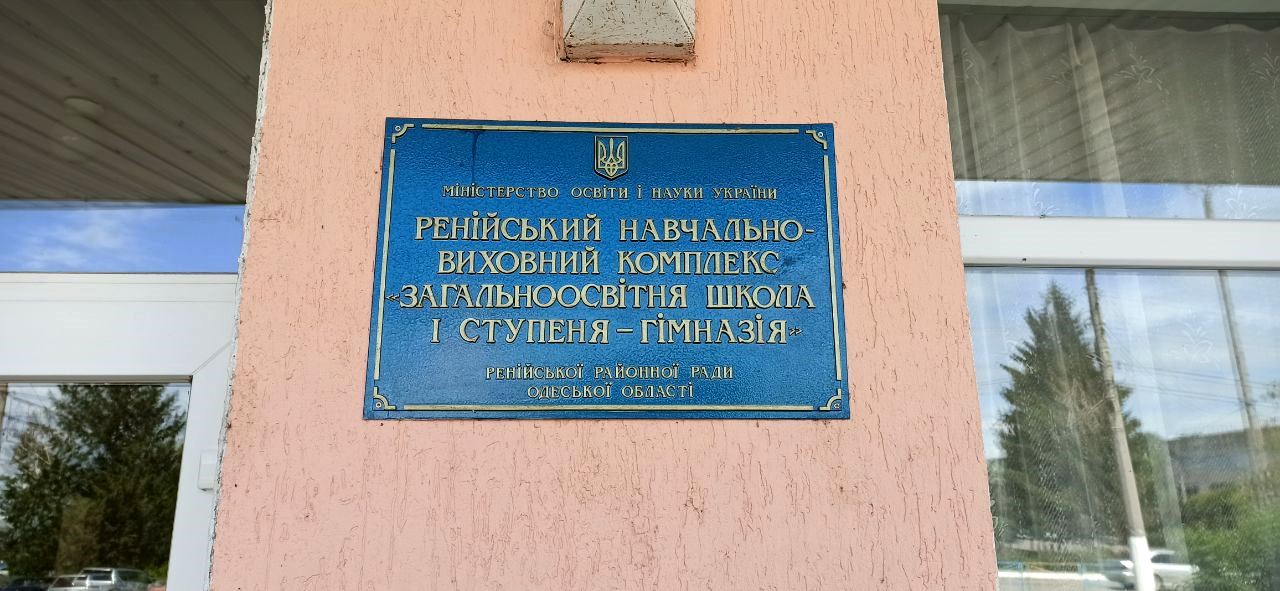 МІНІСТЕРСТВО ОСВІТИ І НАУКИ УКРАЇНИ
РЕНІЙСЬКИЙ НАВЧАЛЬНО-
ВИХОВНИЙ КОМПЛЕКС
«ЗАГАЛЬНООСВІТНЯ ШКОЛА
І СТУПЕНЯ – ГІМНАЗІЯ»
РЕНІЙСЬКОЇ РАЙОННОЇ РАДИ
ОДЕСЬКОЇ ОБЛАСТІ